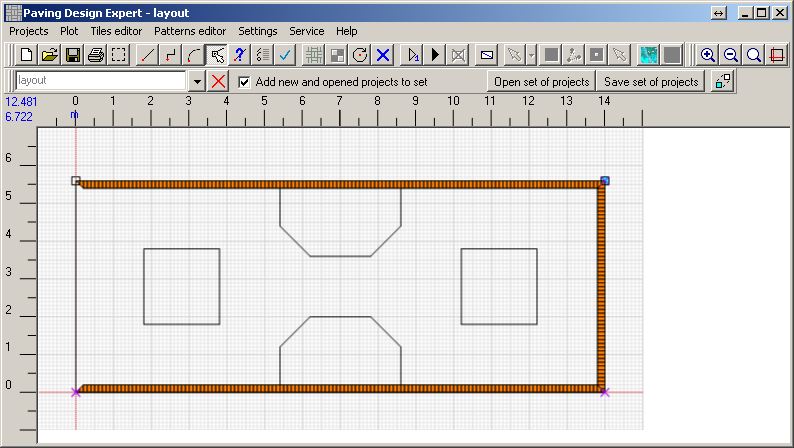 Paving Design Expert - layout
Projects Plot Tiles editor Patterns editor Settings Service Help
layout Add new and opened projects to set Open set of projects Save set of projects
12.481 0 1 2 3 4 5 6 7 8 9 10 11 12 13 14
6.722 m
6
5
4
3
2
1
0